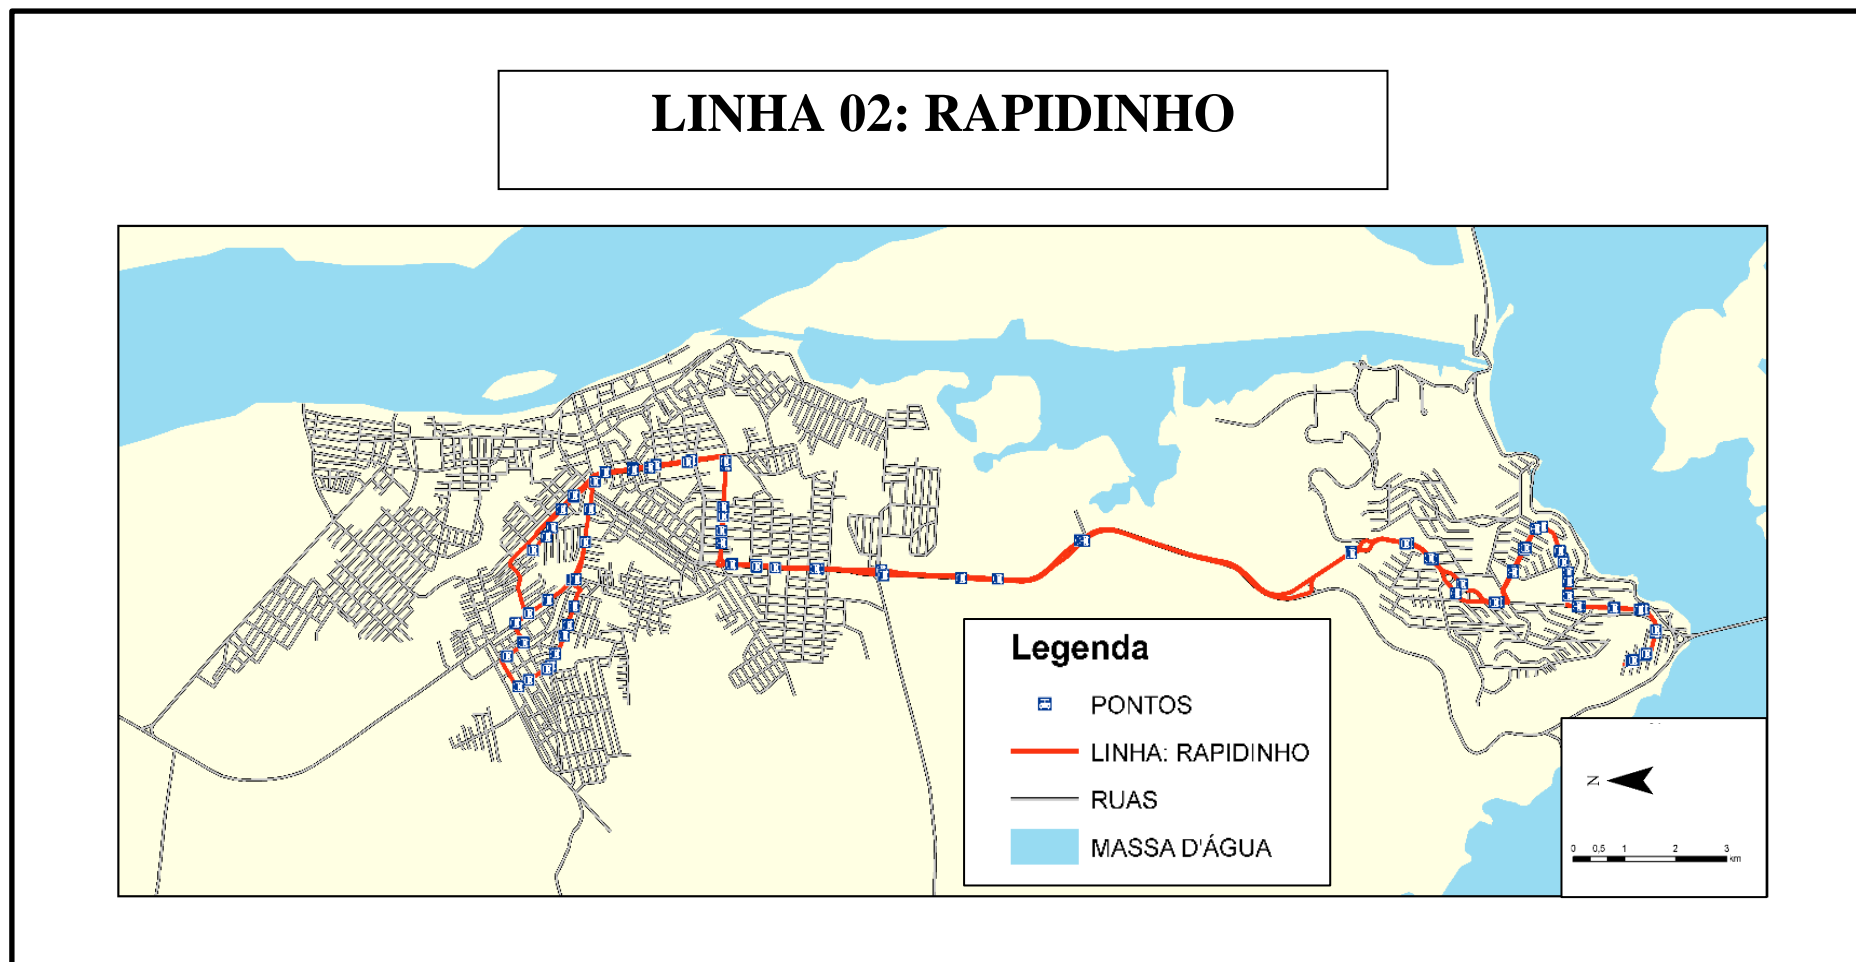 LINHA 02: RAPIDINHO
Legenda
PONTOS
LINHA: RAPIDINHO
RUAS
MASSA D'ÁGUA
N
0 0,5 1 2 3
km